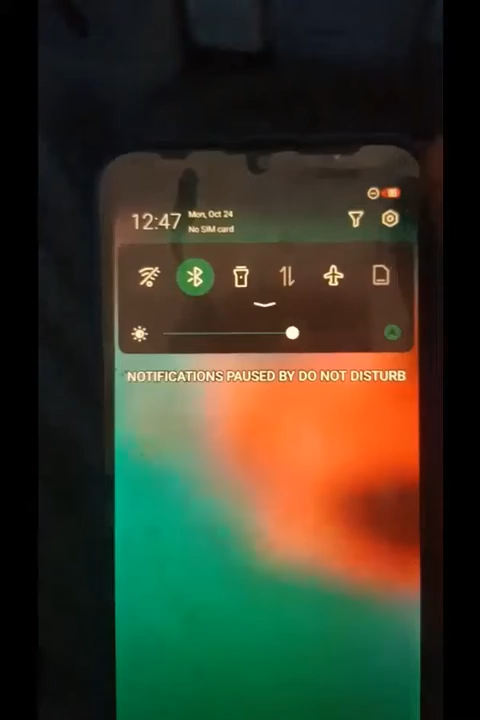 12:47
Mon, Oct 24
No SIM card
NOTIFICATIONS PAUSED BY DO NOT DISTURB